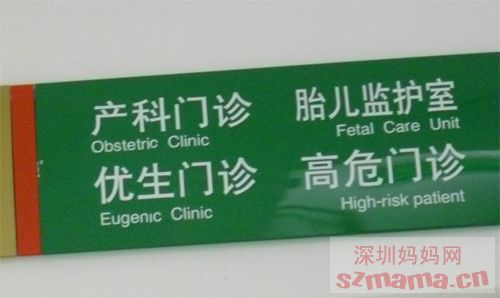 产科门诊 胎儿监护室
Obstetric Clinic Fetal Care Unit
优生门诊 高危门诊
Eugenic Clinic High-risk patient
深圳妈妈网
szmama.cn